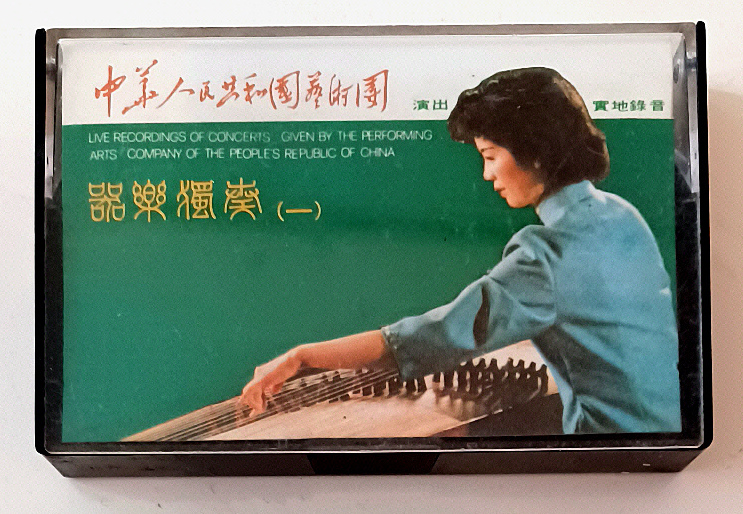 中華人民共和國藝術團 演出 實地錄音
LIVE RECORDINGS OF CONCERTS GIVEN BY THE PERFORMING
ARTS COMPANY OF THE PEOPLE'S REPUBLIC OF CHINA
器樂獨奏(一)